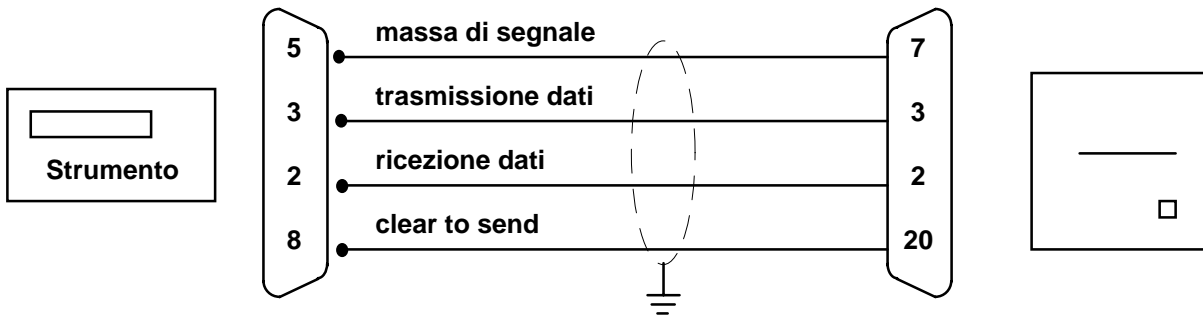 5 massa di segnale 7
3 trasmissione dati 3
Strumento
2 ricezione dati 2
8 clear to send 20